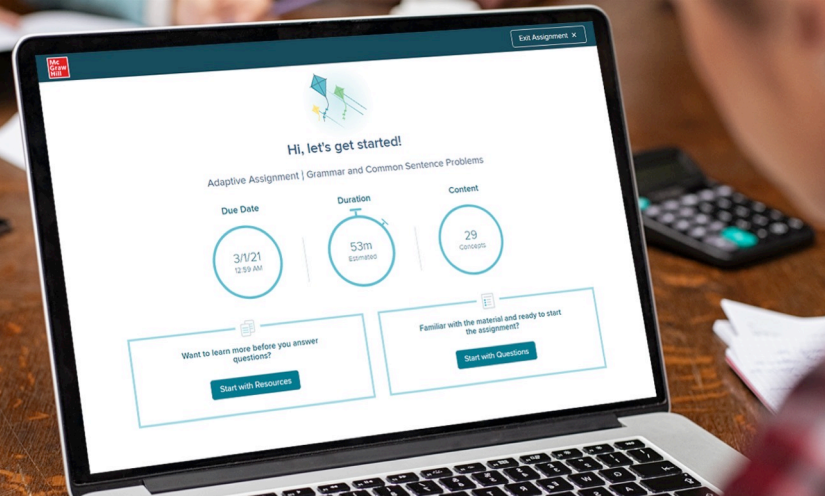 Mc
Graw
Hill
Exit Assignment ×
Hi, let's get started!
Adaptive Assignment | Grammar and Common Sentence Problems
Due Date
Duration
Content
3/1/21
12:59 AM
53m
Estimated
29
Concepts
Want to learn more before you answer
questions?
Start with Resources
Familiar with the material and ready to start
the assignment?
Start with Questions